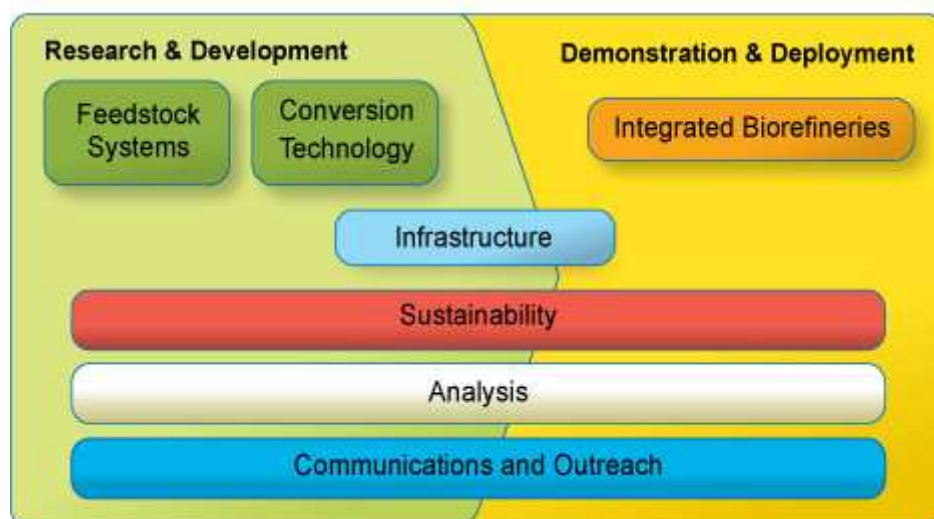 Research & Development
Demonstration & Deployment
Feedstock
Systems
Conversion
Technology
Integrated Biorefineries
Infrastructure
Sustainability
Analysis
Communications and Outreach